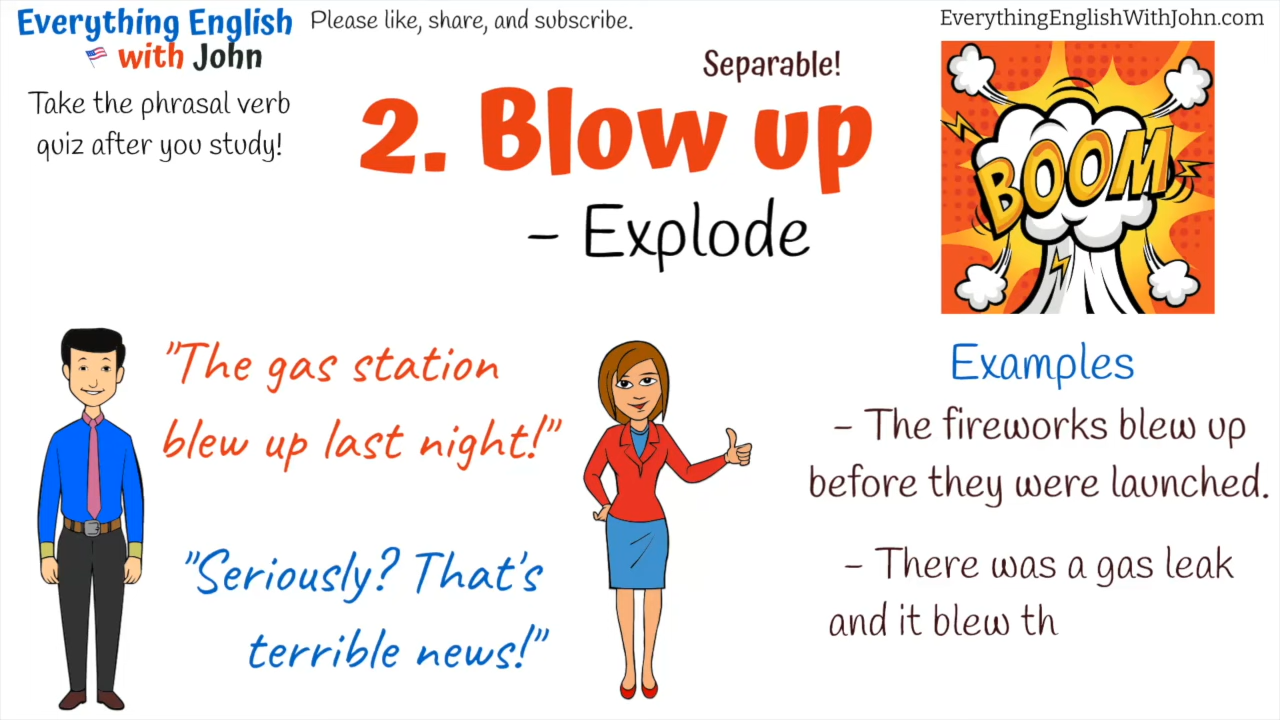 Everything English
with John
Please like, share, and subscribe.
EverythingEnglishWithJohn.com
Take the phrasal verb
quiz after you study!
Separable!
2. Blow up
- Explode
BOOM
"The gas station
blew up last night!"
"Seriously? That's
terrible news!"
Examples
- The fireworks blew up
before they were launched.
- There was a gas leak
and it blew th